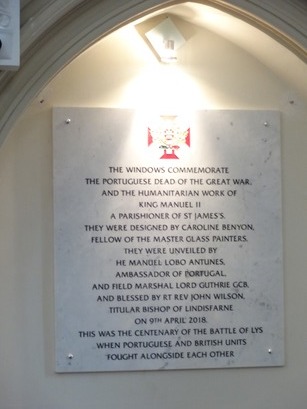 THE WINDOWS COMMEMORATE
THE PORTUGUESE DEAD OF THE GREAT WAR,
AND THE HUMANITARIAN WORK OF
KING MANUEL II
A PARISHIONER OF ST JAMES'S.
THEY WERE DESIGNED BY CAROLINE BENYON,
FELLOW OF THE MASTER GLASS PAINTERS.
THEY WERE UNVEILED BY
HE MANUEL LOBO ANTUNES,
AMBASSADOR OF PORTUGAL,
AND FIELD MARSHAL LORD GUTHRIE GCB,
AND BLESSED BY RT REV JOHN WILSON,
TITULAR BISHOP OF LINDISFARNE
ON 9TH APRIL 2018.
THIS WAS THE CENTENARY OF THE BATTLE OF LYS
WHEN PORTUGUESE AND BRITISH UNITS
FOUGHT ALONGSIDE EACH OTHER